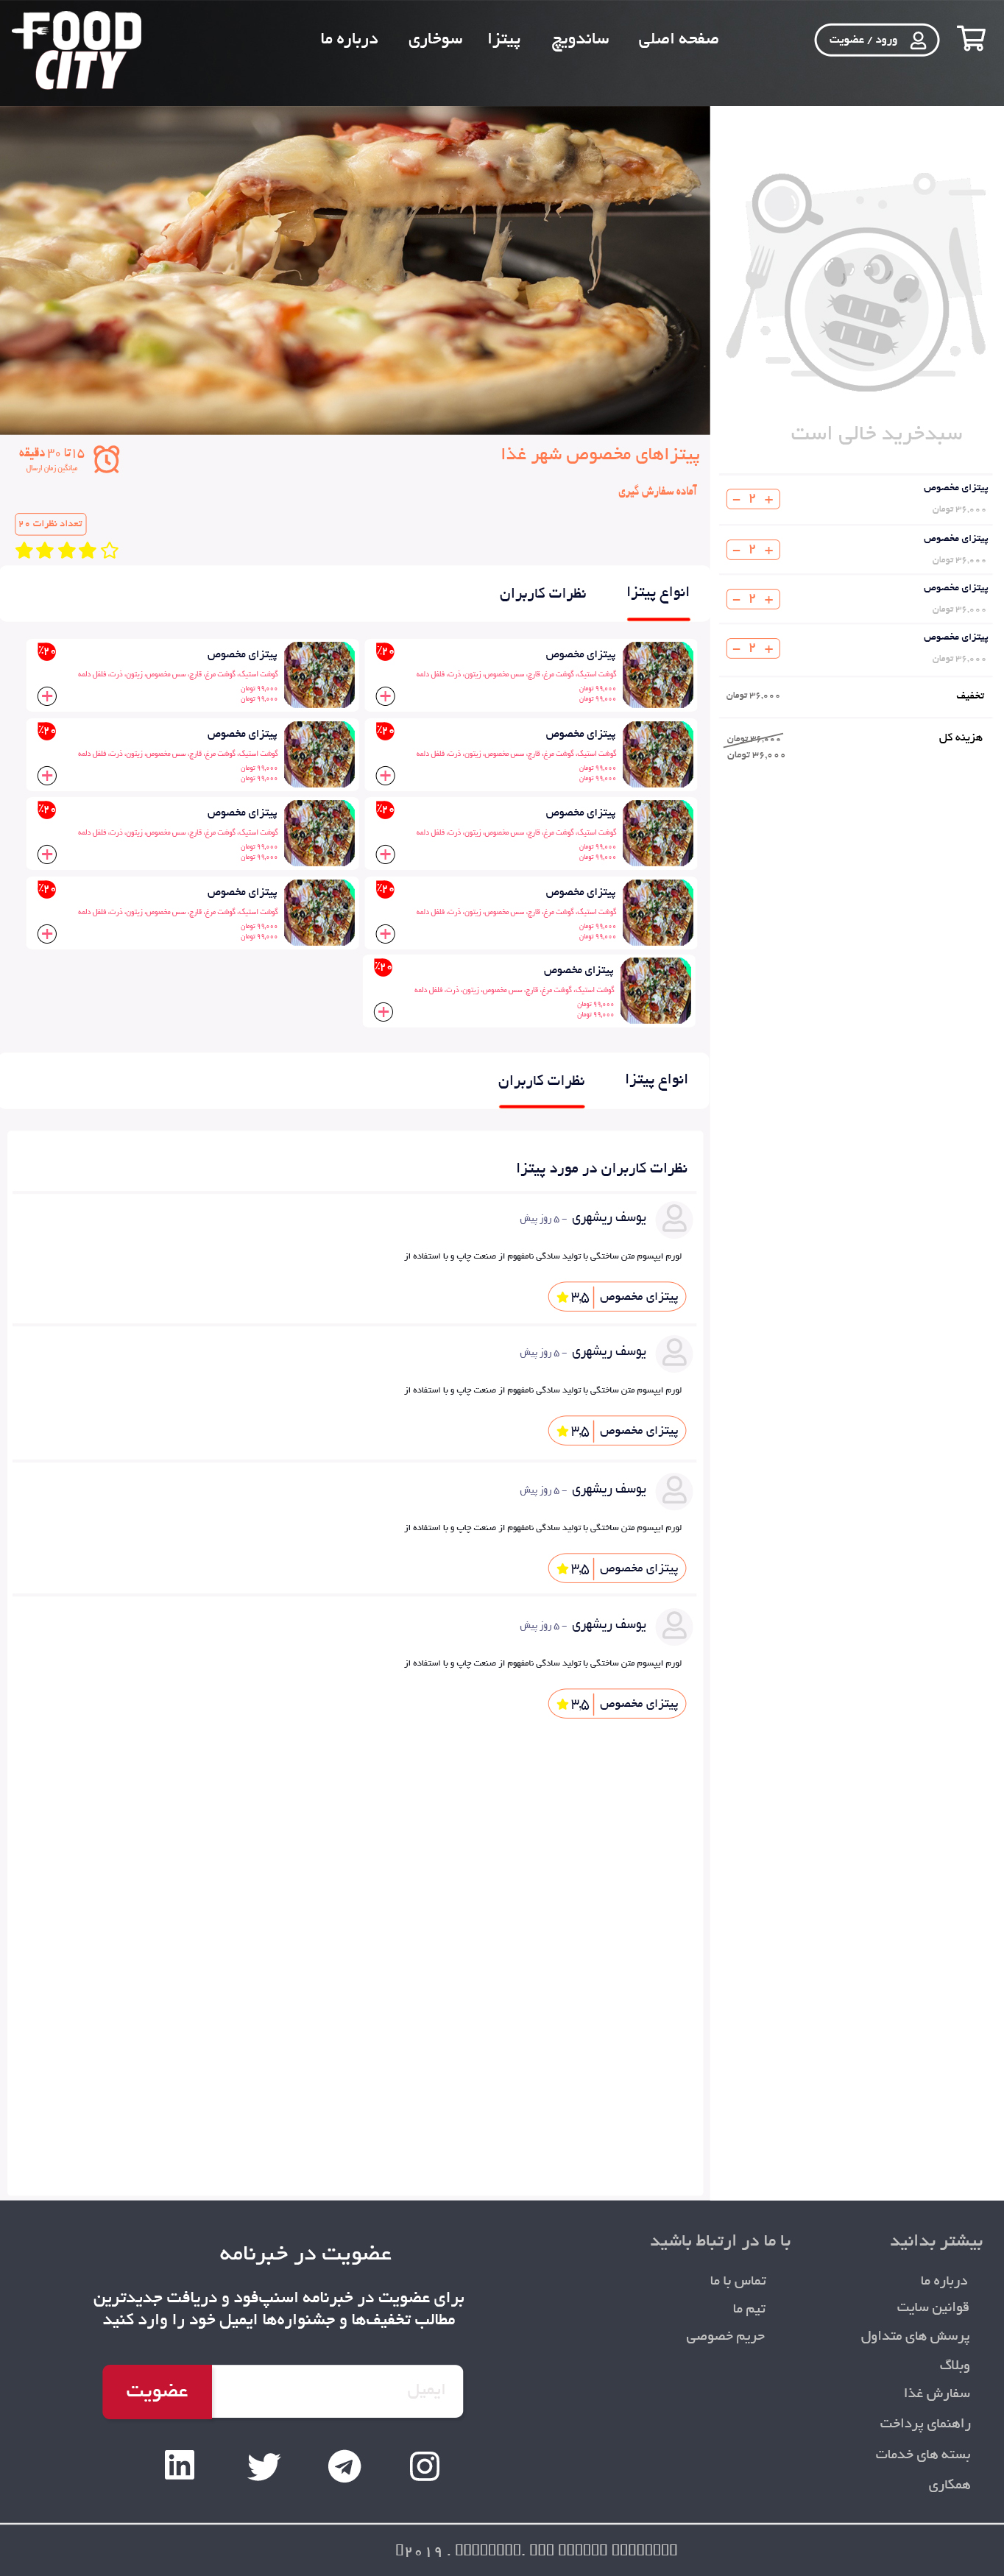 FOOD
CITY
صفحه اصلی
ساندویچ
پیتزا
سوخاری
درباره ما
ورود / عضویت
سبدخرید خالی است
پیتزای مخصوص
۳۶,۰۰۰ تومان
+ ۲ −
پیتزای مخصوص
۳۶,۰۰۰ تومان
+ ۲ −
پیتزای مخصوص
۳۶,۰۰۰ تومان
+ ۲ −
پیتزای مخصوص
۳۶,۰۰۰ تومان
+ ۲ −
تخفیف ۳۶,۰۰۰ تومان
هزینه کل ۳۶,۰۰۰ تومان
۳۶,۰۰۰ تومان
پیتزاهای مخصوص شهر غذا
آماده سفارش گیری
۱۵تا ۳۰ دقیقه
میانگین زمان ارسال
تعداد نظرات ۲۰
انواع پیتزا
نظرات کاربران
پیتزای مخصوص
٪۲۰
گوشت استیک، گوشت مرغ، قارچ، سس مخصوص، زیتون، ذرت، فلفل دلمه
۹۹,۰۰۰ تومان
۹۹,۰۰۰ تومان
پیتزای مخصوص
٪۲۰
گوشت استیک، گوشت مرغ، قارچ، سس مخصوص، زیتون، ذرت، فلفل دلمه
۹۹,۰۰۰ تومان
۹۹,۰۰۰ تومان
پیتزای مخصوص
٪۲۰
گوشت استیک، گوشت مرغ، قارچ، سس مخصوص، زیتون، ذرت، فلفل دلمه
۹۹,۰۰۰ تومان
۹۹,۰۰۰ تومان
پیتزای مخصوص
٪۲۰
گوشت استیک، گوشت مرغ، قارچ، سس مخصوص، زیتون، ذرت، فلفل دلمه
۹۹,۰۰۰ تومان
۹۹,۰۰۰ تومان
پیتزای مخصوص
٪۲۰
گوشت استیک، گوشت مرغ، قارچ، سس مخصوص، زیتون، ذرت، فلفل دلمه
۹۹,۰۰۰ تومان
۹۹,۰۰۰ تومان
پیتزای مخصوص
٪۲۰
گوشت استیک، گوشت مرغ، قارچ، سس مخصوص، زیتون، ذرت، فلفل دلمه
۹۹,۰۰۰ تومان
۹۹,۰۰۰ تومان
پیتزای مخصوص
٪۲۰
گوشت استیک، گوشت مرغ، قارچ، سس مخصوص، زیتون، ذرت، فلفل دلمه
۹۹,۰۰۰ تومان
۹۹,۰۰۰ تومان
پیتزای مخصوص
٪۲۰
گوشت استیک، گوشت مرغ، قارچ، سس مخصوص، زیتون، ذرت، فلفل دلمه
۹۹,۰۰۰ تومان
۹۹,۰۰۰ تومان
پیتزای مخصوص
٪۲۰
گوشت استیک، گوشت مرغ، قارچ، سس مخصوص، زیتون، ذرت، فلفل دلمه
۹۹,۰۰۰ تومان
۹۹,۰۰۰ تومان
انواع پیتزا
نظرات کاربران
نظرات کاربران در مورد پیتزا
یوسف ریشهری - ۵ روز پیش
لورم ایپسوم متن ساختگی با تولید سادگی نامفهوم از صنعت چاپ و با استفاده از
پیتزای مخصوص | ۳,۵
یوسف ریشهری - ۵ روز پیش
لورم ایپسوم متن ساختگی با تولید سادگی نامفهوم از صنعت چاپ و با استفاده از
پیتزای مخصوص | ۳,۵
یوسف ریشهری - ۵ روز پیش
لورم ایپسوم متن ساختگی با تولید سادگی نامفهوم از صنعت چاپ و با استفاده از
پیتزای مخصوص | ۳,۵
یوسف ریشهری - ۵ روز پیش
لورم ایپسوم متن ساختگی با تولید سادگی نامفهوم از صنعت چاپ و با استفاده از
پیتزای مخصوص | ۳,۵
بیشتر بدانید
درباره ما
قوانین سایت
پرسش های متداول
وبلاگ
سفارش غذا
راهنمای پرداخت
بسته های خدمات
همکاری
با ما در ارتباط باشید
تماس با ما
تیم ما
حریم خصوصی
عضویت در خبرنامه
برای عضویت در خبرنامه اسنپ‌فود و دریافت جدیدترین
مطالب تخفیف‌ها و جشنواره‌ها ایمیل خود را وارد کنید
ایمیل
عضویت
۲۰۱۹